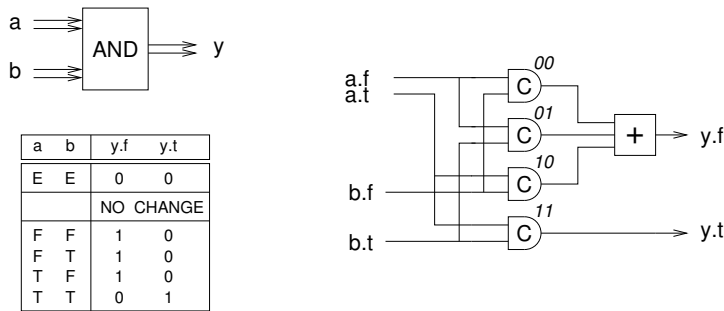 a
AND
y
b
a b y.f y.t
E E 0 0
NO CHANGE
F F 1 0
F T 1 0
T F 1 0
T T 0 1
00
a.f
C
a.t
01
C
+
y.f
10
b.f
C
11
b.t
C
y.t